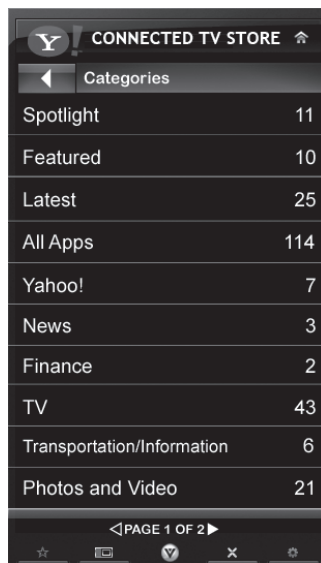 Y! CONNECTED TV STORE
Categories
Spotlight 11
Featured 10
Latest 25
All Apps 114
Yahoo! 7
News 3
Finance 2
TV 43
Transportation/Information 6
Photos and Video 21
PAGE 1 OF 2